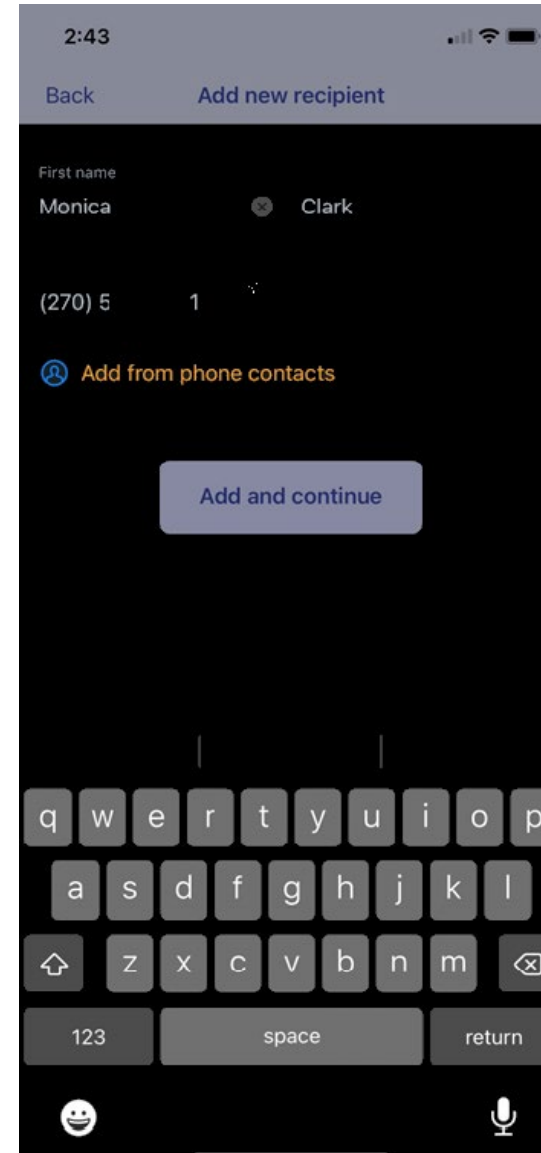 2:43
Back Add new recipient
First name
Monica Clark
(270) 5 1
Add from phone contacts
Add and continue
q w e r t y u i o p
a s d f g h j k l
z x c v b n m
123 space return